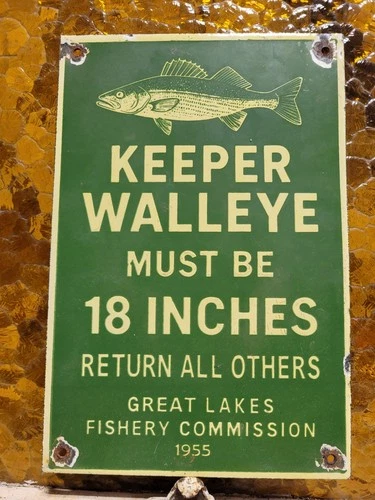 KEEPER
WALLEYE
MUST BE
18 INCHES
RETURN ALL OTHERS
GREAT LAKES
FISHERY COMMISSION
1955